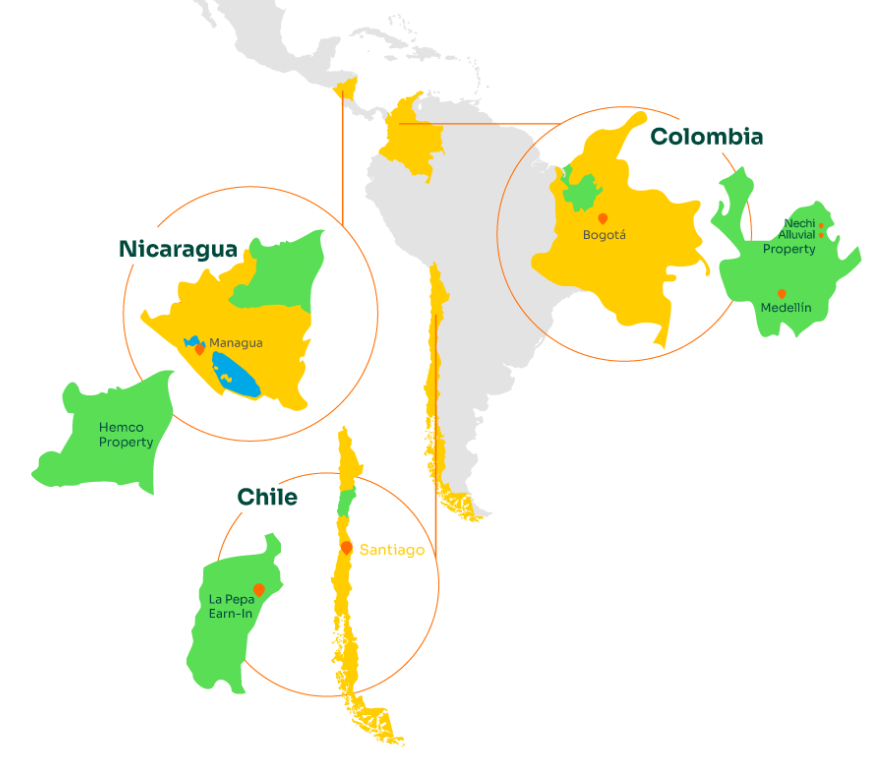 Colombia
Nechi
Alluvial
Property
Bogotá
Medellín
Nicaragua
Managua
Hemco
Property
Chile
Santiago
La Pepa
Earn-In